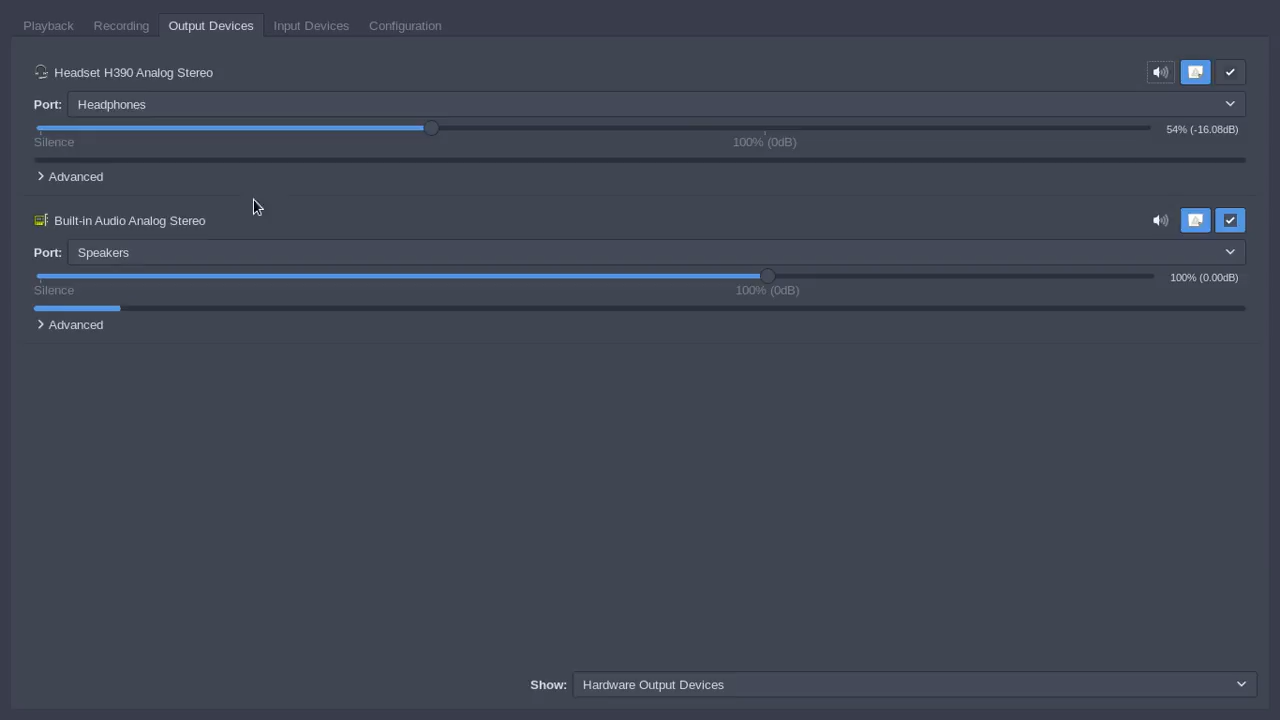 Playback Recording Output Devices Input Devices Configuration
Headset H390 Analog Stereo
Port: Headphones
54% (-16.08dB)
Silence 100% (0dB)
Advanced
Built-in Audio Analog Stereo
Port: Speakers
100% (0.00dB)
Silence 100% (0dB)
Advanced
Show: Hardware Output Devices